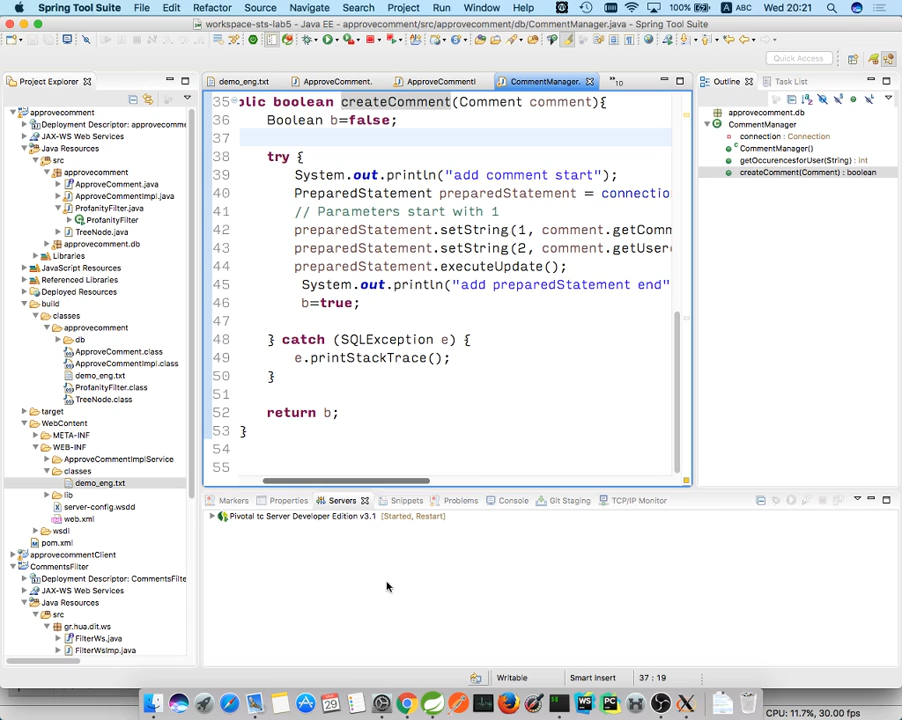 Spring Tool Suite File Edit Refactor Source Navigate Search Project Run Window Help 100% ABC Wed 20:21
workspace-sts-lab5 - Java EE - approvecomment/src/approvecomment/db/CommentManager.java - Spring Tool Suite
Quick Access
Project Explorer
approvecomment
Deployment Descriptor: approvecomme
JAX-WS Web Services
Java Resources
src
approvecomment
ApproveComment.java
ApproveCommentImpl.java
ProfanityFilter.java
ProfanityFilter
TreeNode.java
approvecomment.db
Libraries
JavaScript Resources
Referenced Libraries
Deployed Resources
build
classes
approvecomment
db
ApproveComment.class
ApproveCommentImpl.class
demo_eng.txt
ProfanityFilter.class
TreeNode.class
target
WebContent
META-INF
WEB-INF
ApproveCommentImplService
classes
demo_eng.txt
lib
server-config.wsdd
web.xml
wsdl
pom.xml
approvecommentClient
CommentsFilter
Deployment Descriptor: CommentsFilte
JAX-WS Web Services
Java Resources
src
gr.hua.dit.ws
FilterWs.java
FilterWsImp.java
demo_eng.txt ApproveComment. ApproveCommentI CommentManager. »10
35 blic boolean createComment(Comment comment){
36 Boolean b=false;
37
38 try {
39 System.out.println("add comment start");
40 PreparedStatement preparedStatement = connectio
41 // Parameters start with 1
42 preparedStatement.setString(1, comment.getComm
43 preparedStatement.setString(2, comment.getUser
44 preparedStatement.executeUpdate();
45 System.out.println("add preparedStatement end"
46 b=true;
47
48 } catch (SQLException e) {
49 e.printStackTrace();
50 }
51
52 return b;
53 }
54
55
Outline Task List
approvecomment.db
CommentManager
connection : Connection
CommentManager()
getOccurencesforUser(String) : int
createComment(Comment) : boolean
Markers Properties Servers Snippets Problems Console Git Staging TCP/IP Monitor
Pivotal tc Server Developer Edition v3.1 [Started, Restart]
Writable Smart Insert 37 : 19
CPU: 11.7%, 30.00 fps